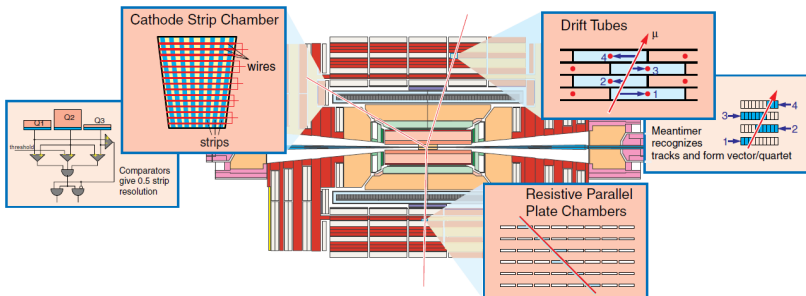 Cathode Strip Chamber
wires
strips
Q1
Q2
Q3
threshold
Comparators
give 0.5 strip
resolution
Drift Tubes
μ
4
3
2
1
4
3
2
1
Meantimer
recognizes
tracks and form vector/quartet
Resistive Parallel
Plate Chambers